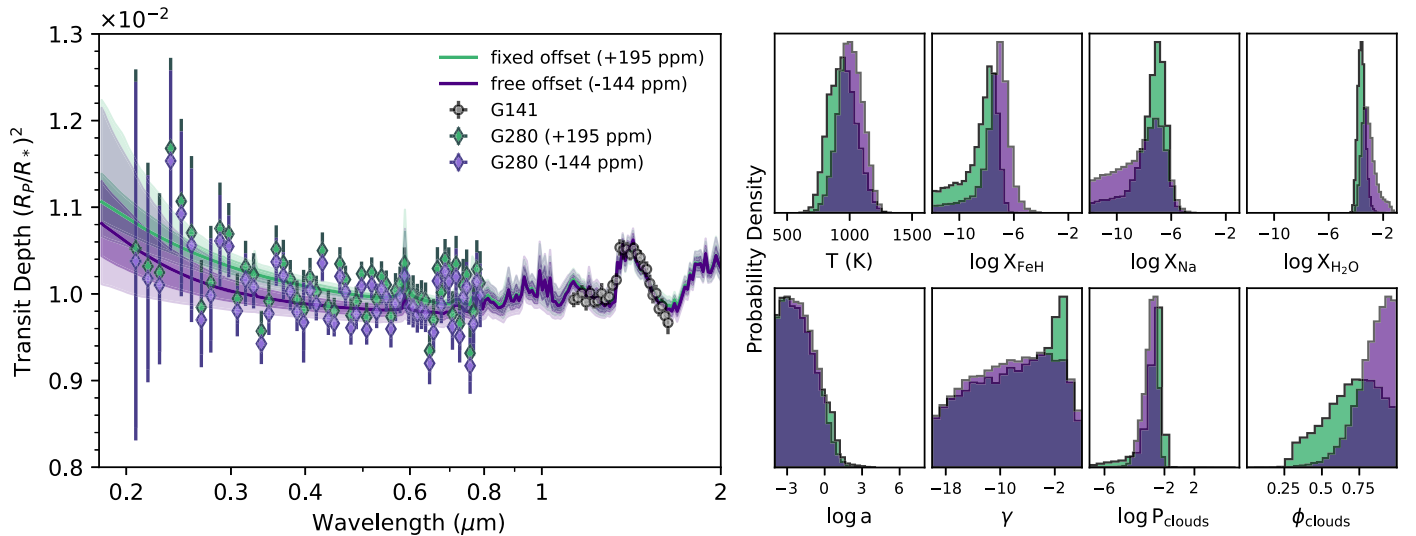 ×10⁻²
1.3
1.2
1.1
1.0
0.9
0.8
Transit Depth (R_P/R_*)²
fixed offset (+195 ppm)
free offset (-144 ppm)
G141
G280 (+195 ppm)
G280 (-144 ppm)
0.2 0.3 0.4 0.6 0.8 1 2
Wavelength (μm)
Probability Density
500 1000 1500
T (K)
−10 −6 −2
log X_FeH
−10 −6 −2
log X_Na
−10 −6 −2
log X_H₂O
−3 0 3 6
log a
−18 −10 −2
γ
−6 −2 2
log P_clouds
0.25 0.75
ϕ_clouds